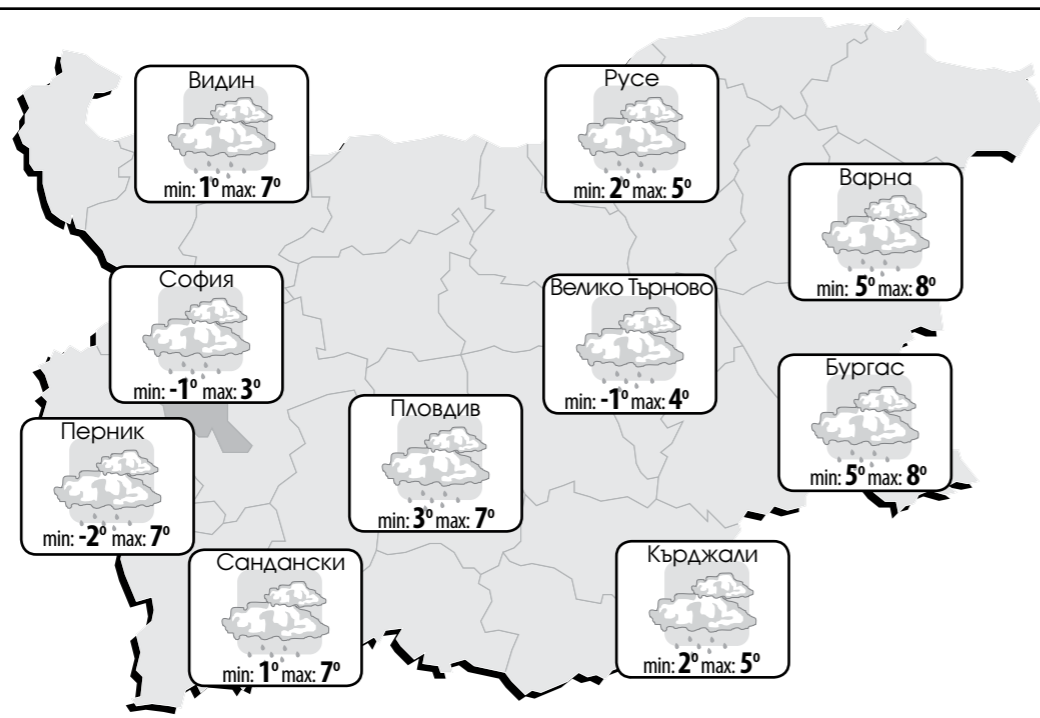 Видин
min: 1° max: 7°
Русе
min: 2° max: 5°
Варна
min: 5° max: 8°
София
min: -1° max: 3°
Велико Търново
min: -1° max: 4°
Бургас
min: 5° max: 8°
Пловдив
min: 3° max: 7°
Перник
min: -2° max: 7°
Сандански
min: 1° max: 7°
Кърджали
min: 2° max: 5°